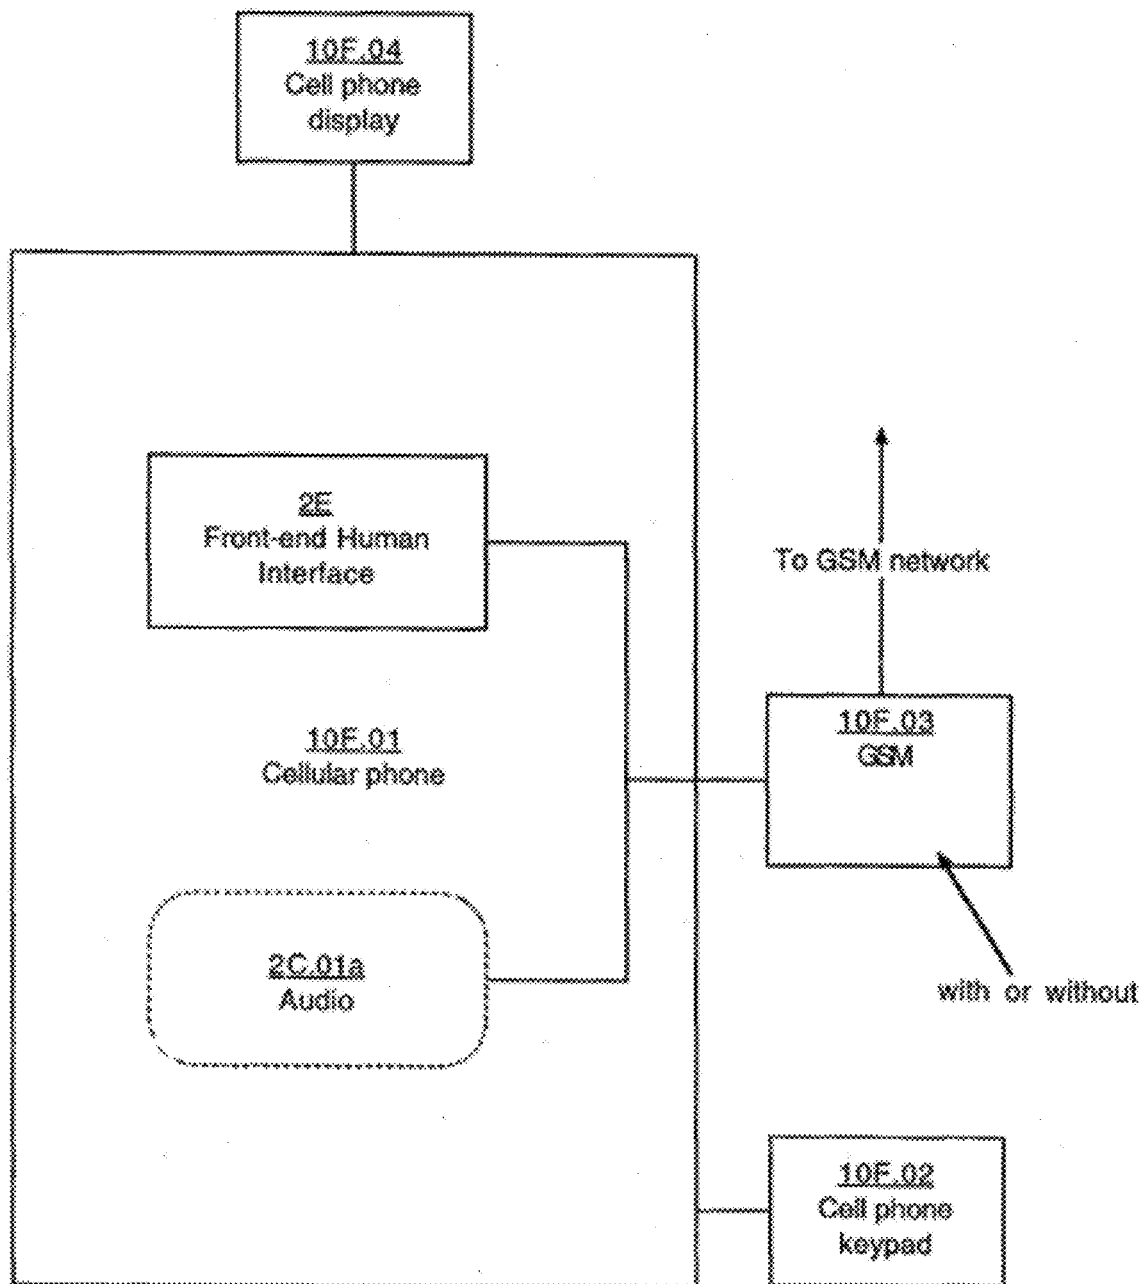 10F.04
Cell phone
display
2E
Front-end Human
Interface
To GSM network
10F.03
GSM
10F.01
Cellular phone
2C.01a
Audio
with or without
10F.02
Cell phone
keypad